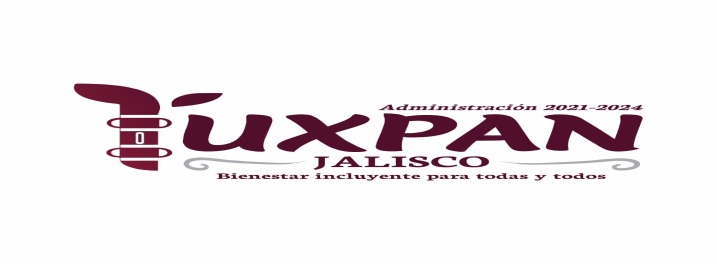 Administración 2021-2024
TUXPAN
JALISCO
Bienestar incluyente para todas y todos